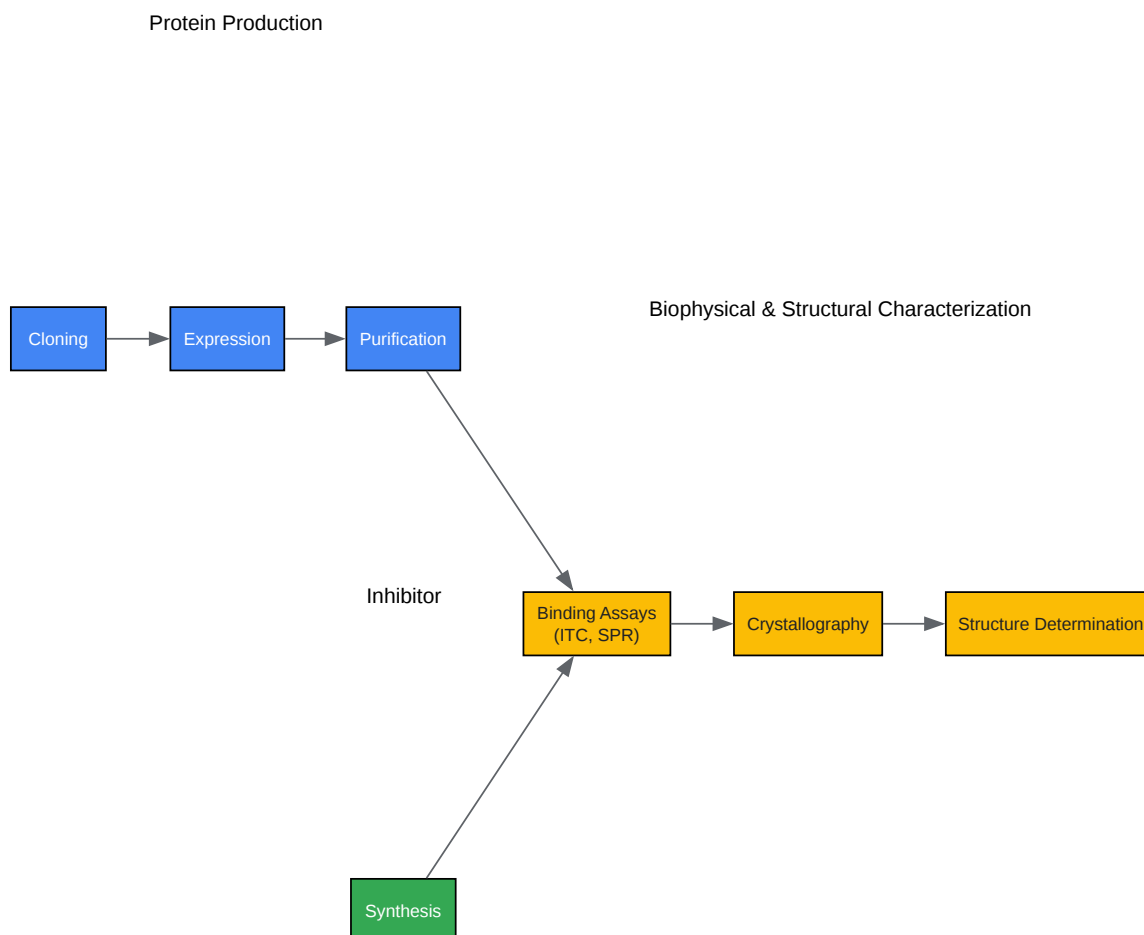 Protein Production
Biophysical & Structural Characterization
Cloning
Expression
Purification
Inhibitor
Binding Assays
(ITC, SPR)
Crystallography
Structure Determination
Synthesis